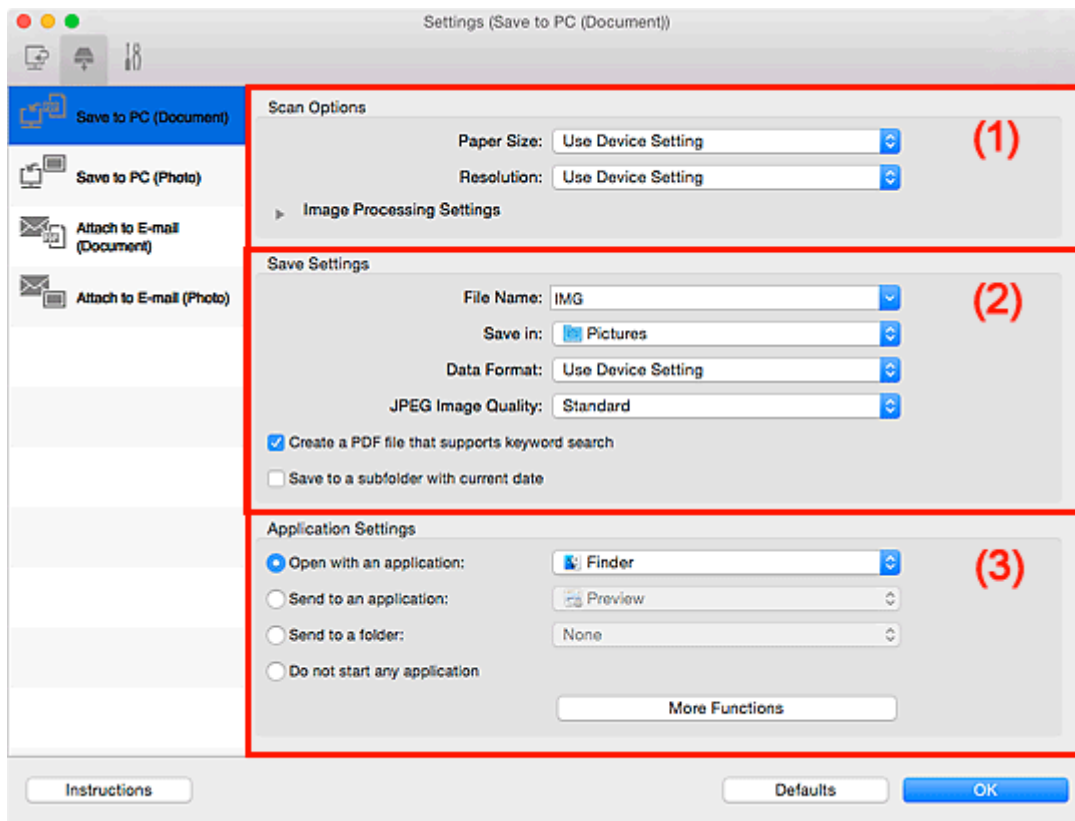 Settings (Save to PC (Document))
Save to PC (Document)
Save to PC (Photo)
Attach to E-mail
(Document)
Attach to E-mail (Photo)
Scan Options
(1)
Paper Size: Use Device Setting
Resolution: Use Device Setting
Image Processing Settings
Save Settings
(2)
File Name: IMG
Save in: Pictures
Data Format: Use Device Setting
JPEG Image Quality: Standard
Create a PDF file that supports keyword search
Save to a subfolder with current date
Application Settings
(3)
Open with an application: Finder
Send to an application: Preview
Send to a folder: None
Do not start any application
More Functions
Instructions
Defaults
OK